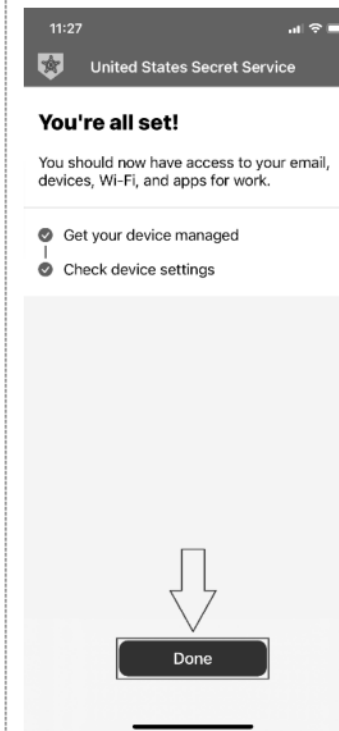 11:27
United States Secret Service
You're all set!
You should now have access to your email,
devices, Wi-Fi, and apps for work.
Get your device managed
Check device settings
Done